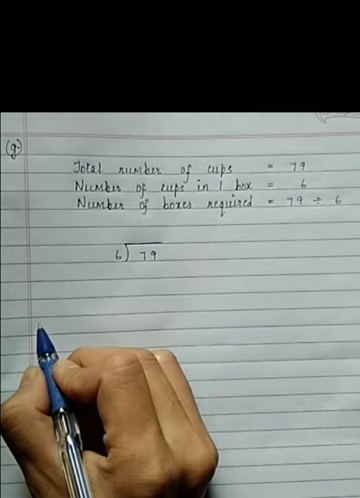 (g)
Total number of cups = 79
Number of cups in 1 box = 6
Number of boxes required = 79 ÷ 6
6)79